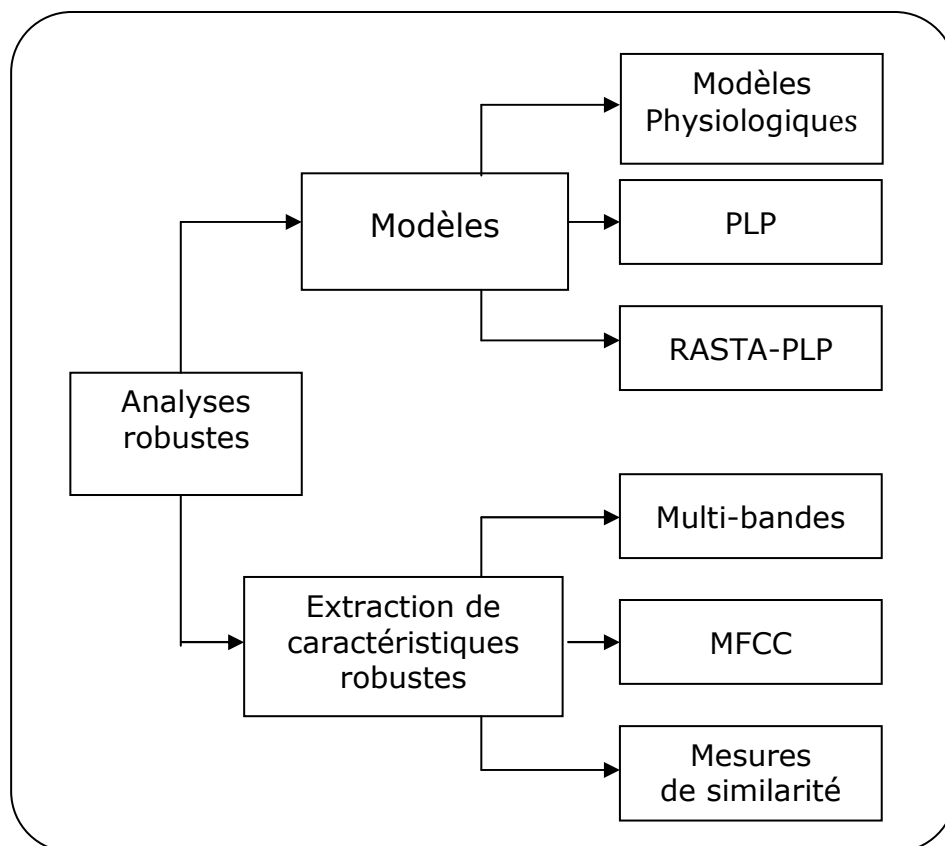 Modèles
Physiologiques
Modèles
PLP
RASTA-PLP
Analyses
robustes
Multi-bandes
Extraction de
caractéristiques
robustes
MFCC
Mesures
de similarité